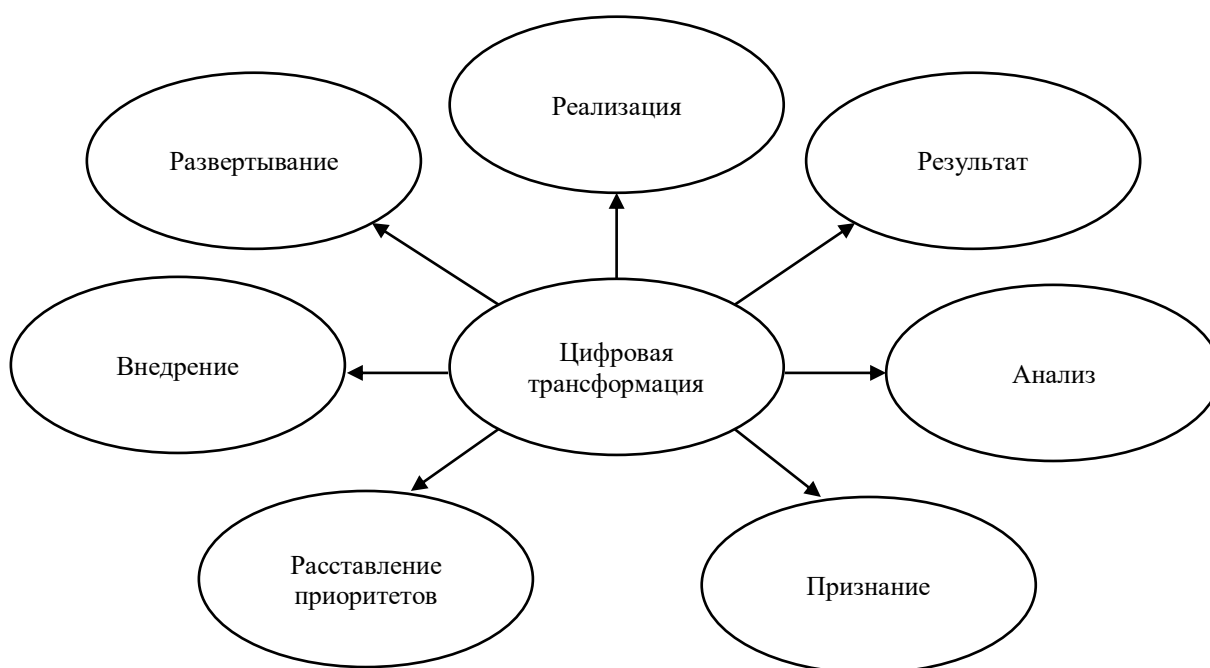 Реализация
Развертывание
Результат
Внедрение
Цифровая
трансформация
Анализ
Расставление
приоритетов
Признание